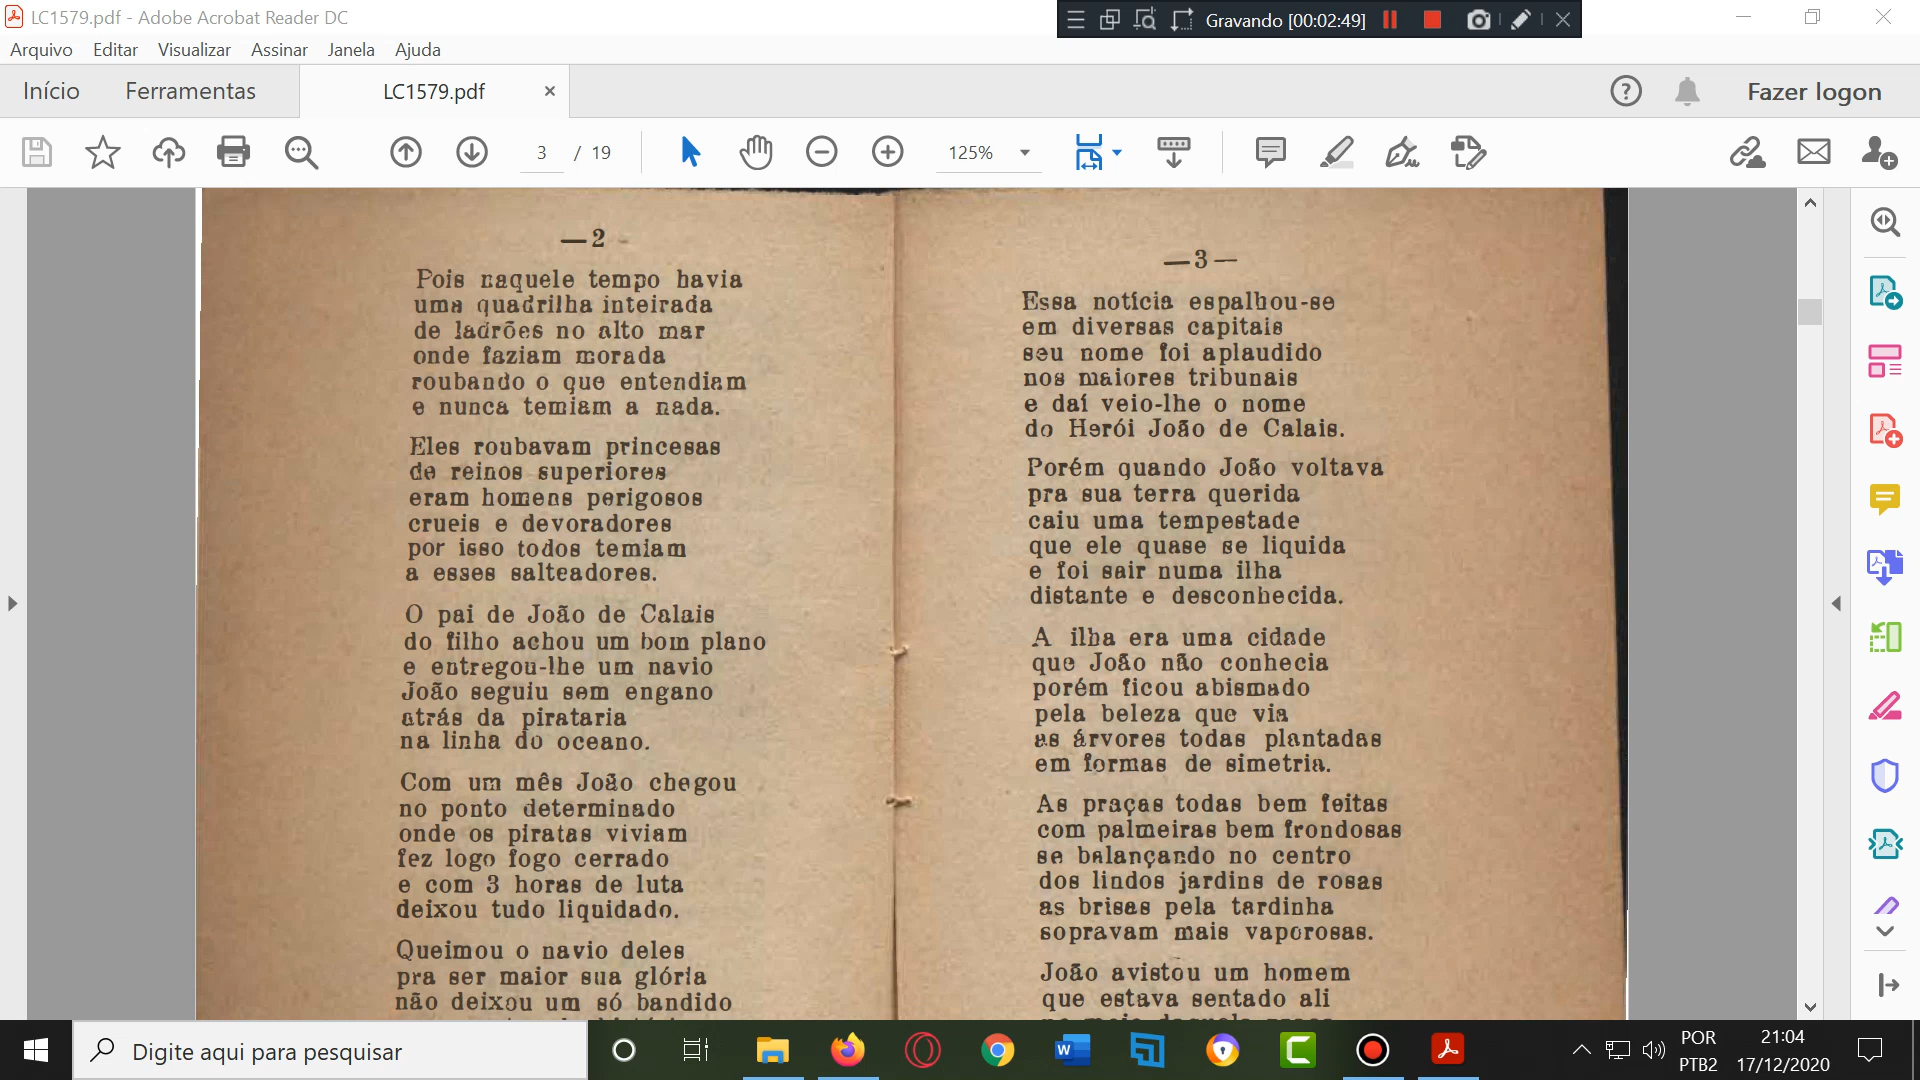 LC1579.pdf - Adobe Acrobat Reader DC
Gravando [00:02:49]
Arquivo Editar Visualizar Assinar Janela Ajuda
Início Ferramentas LC1579.pdf Fazer logon
3 / 19 125%
— 2 -
Pois naquele tempo havia
uma quadrilha inteirada
de ladrões no alto mar
onde faziam morada
roubando o que entendiam
e nunca temiam a nada.
Eles roubavam princesas
de reinos superiores
eram homens perigosos
crueis e devoradores
por isso todos temiam
a esses salteadores.
O pai de João de Calais
do filho achou um bom plano
e entregou-lhe um navio
João seguiu sem engano
atrás da pirataria
na linha do oceano.
Com um mês João chegou
no ponto determinado
onde os piratas viviam
fez logo fogo cerrado
e com 3 horas de luta
deixou tudo liquidado.
Queimou o navio deles
pra ser maior sua glória
não deixou um só bandido
— 3 —
Essa notícia espalhou-se
em diversas capitais
seu nome foi aplaudido
nos maiores tribunais
e daí veio-lhe o nome
do Herói João de Calais.
Porém quando João voltava
pra sua terra querida
caiu uma tempestade
que ele quase se liquida
e foi sair numa ilha
distante e desconhecida.
A ilha era uma cidade
que João não conhecia
porém ficou abismado
pela beleza que via
as árvores todas plantadas
em formas de simetria.
As praças todas bem feitas
com palmeiras bem frondosas
se balançando no centro
dos lindos jardins de rosas
as brisas pela tardinha
sopravam mais vaporosas.
João avistou um homem
que estava sentado ali
Digite aqui para pesquisar
POR
PTB2
21:04
17/12/2020